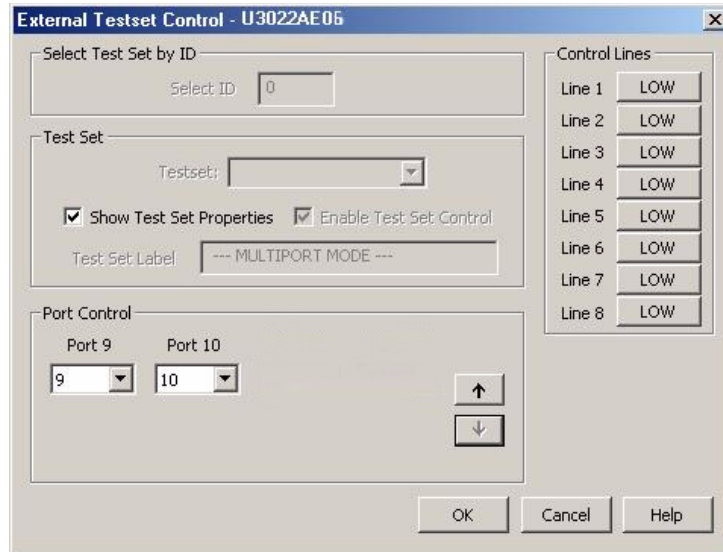 External Testset Control - U3022AE06
Select Test Set by ID
Select ID 0
Test Set
Testset:
Show Test Set Properties Enable Test Set Control
Test Set Label --- MULTIPORT MODE ---
Port Control
Port 9 Port 10
9 10
Control Lines
Line 1 LOW
Line 2 LOW
Line 3 LOW
Line 4 LOW
Line 5 LOW
Line 6 LOW
Line 7 LOW
Line 8 LOW
OK Cancel Help